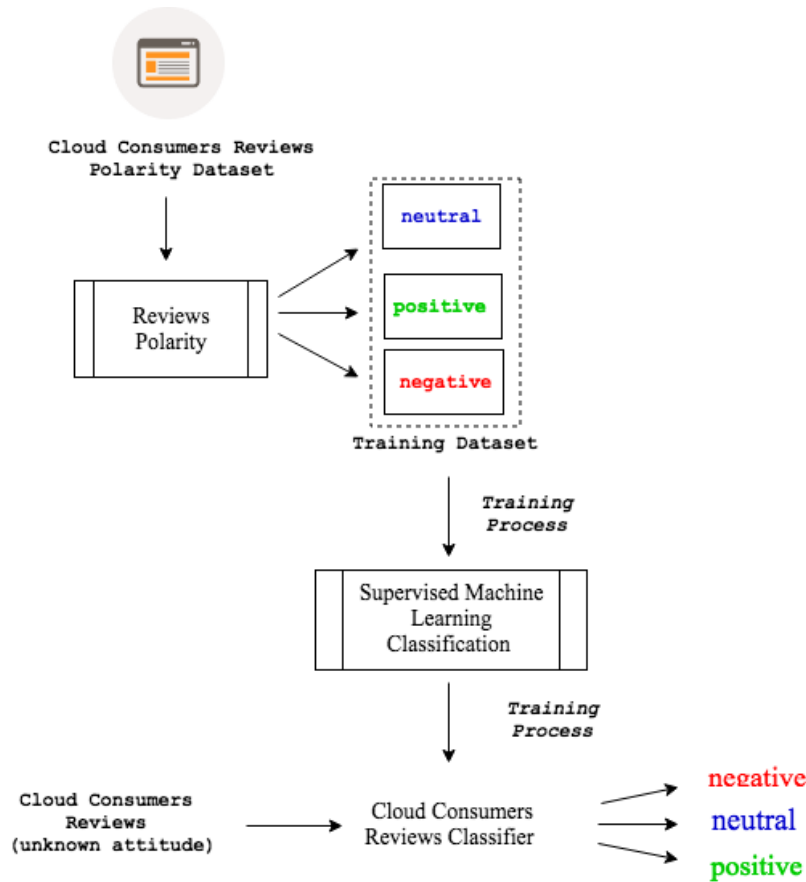 Cloud Consumers Reviews
Polarity Dataset
neutral
Reviews
Polarity
positive
negative
Training Dataset
Training
Process
Supervised Machine
Learning
Classification
Training
Process
Cloud Consumers
Reviews
(unknown attitude)
Cloud Consumers
Reviews Classifier
negative
neutral
positive